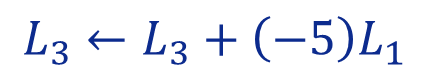 L₃ ← L₃ + (−5)L₁